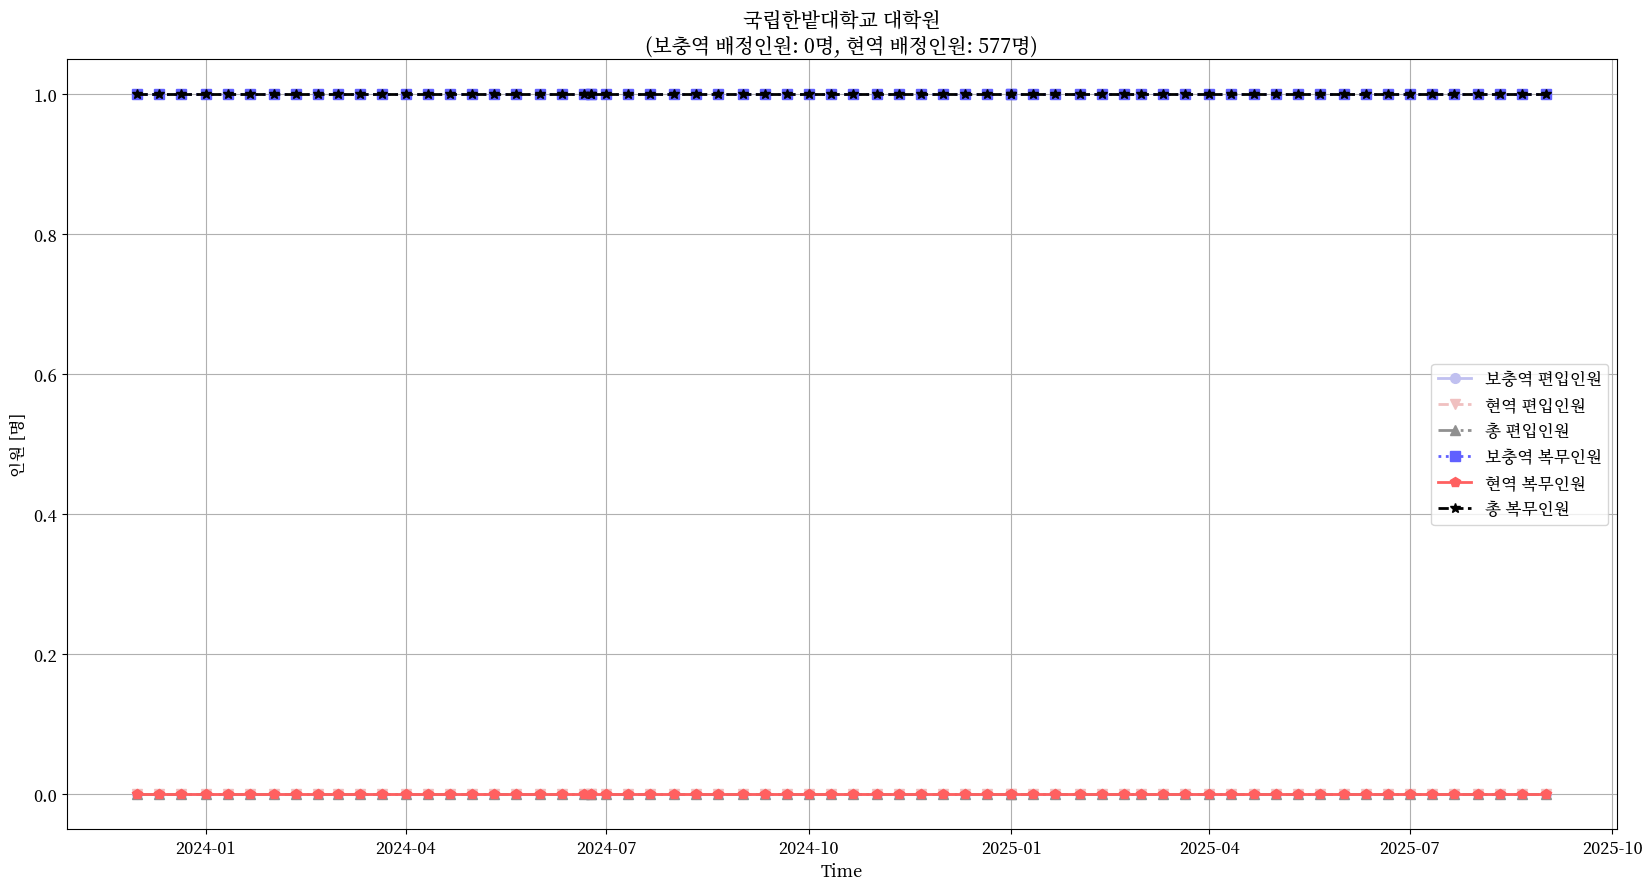 국립한밭대학교 대학원
(보충역 배정인원: 0명, 현역 배정인원: 577명)
1.0
0.8
0.6
0.4
0.2
0.0
인원 [명]
보충역 편입인원
현역 편입인원
총 편입인원
보충역 복무인원
현역 복무인원
총 복무인원
2024-01 2024-04 2024-07 2024-10 2025-01 2025-04 2025-07 2025-10
Time